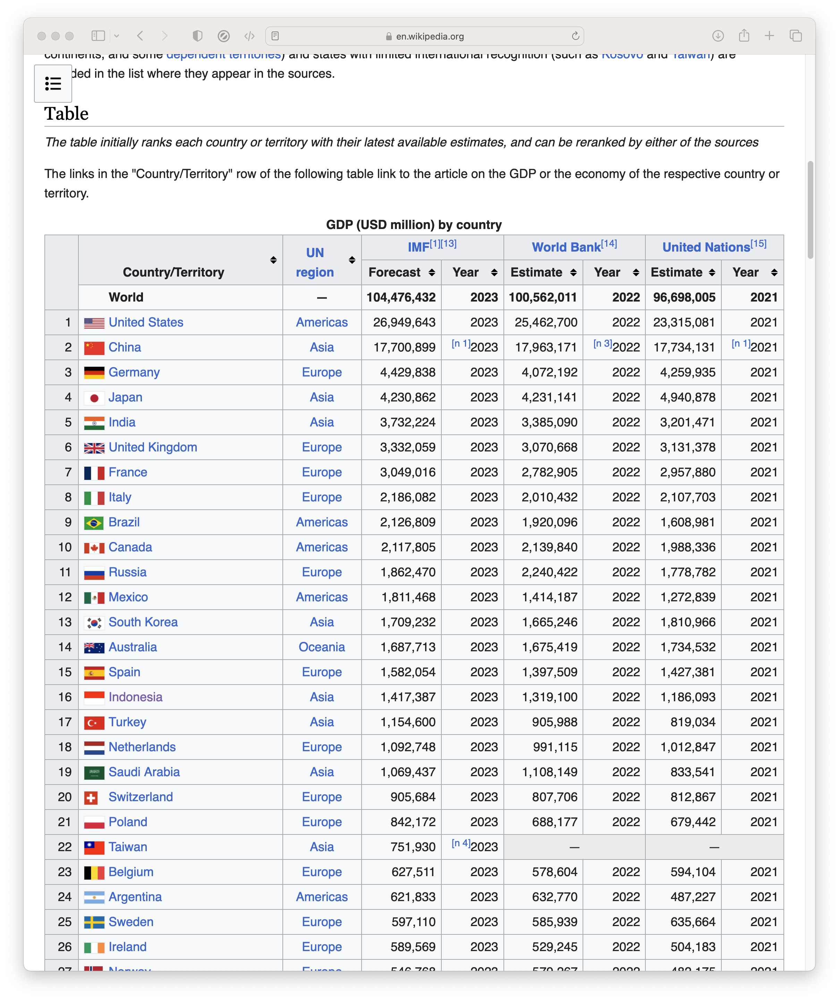 en.wikipedia.org
continents, and some dependent territories) and states with limited international recognition (such as Kosovo and Taiwan) are
ded in the list where they appear in the sources.
Table
The table initially ranks each country or territory with their latest available estimates, and can be reranked by either of the sources
The links in the "Country/Territory" row of the following table link to the article on the GDP or the economy of the respective country or
territory.
GDP (USD million) by country
Country/Territory UN region IMF[1][13] World Bank[14] United Nations[15]
Forecast Year Estimate Year Estimate Year
World — 104,476,432 2023 100,562,011 2022 96,698,005 2021
1 United States Americas 26,949,643 2023 25,462,700 2022 23,315,081 2021
2 China Asia 17,700,899 [n 1]2023 17,963,171 [n 3]2022 17,734,131 [n 1]2021
3 Germany Europe 4,429,838 2023 4,072,192 2022 4,259,935 2021
4 Japan Asia 4,230,862 2023 4,231,141 2022 4,940,878 2021
5 India Asia 3,732,224 2023 3,385,090 2022 3,201,471 2021
6 United Kingdom Europe 3,332,059 2023 3,070,668 2022 3,131,378 2021
7 France Europe 3,049,016 2023 2,782,905 2022 2,957,880 2021
8 Italy Europe 2,186,082 2023 2,010,432 2022 2,107,703 2021
9 Brazil Americas 2,126,809 2023 1,920,096 2022 1,608,981 2021
10 Canada Americas 2,117,805 2023 2,139,840 2022 1,988,336 2021
11 Russia Europe 1,862,470 2023 2,240,422 2022 1,778,782 2021
12 Mexico Americas 1,811,468 2023 1,414,187 2022 1,272,839 2021
13 South Korea Asia 1,709,232 2023 1,665,246 2022 1,810,966 2021
14 Australia Oceania 1,687,713 2023 1,675,419 2022 1,734,532 2021
15 Spain Europe 1,582,054 2023 1,397,509 2022 1,427,381 2021
16 Indonesia Asia 1,417,387 2023 1,319,100 2022 1,186,093 2021
17 Turkey Asia 1,154,600 2023 905,988 2022 819,034 2021
18 Netherlands Europe 1,092,748 2023 991,115 2022 1,012,847 2021
19 Saudi Arabia Asia 1,069,437 2023 1,108,149 2022 833,541 2021
20 Switzerland Europe 905,684 2023 807,706 2022 812,867 2021
21 Poland Europe 842,172 2023 688,177 2022 679,442 2021
22 Taiwan Asia 751,930 [n 4]2023 — —
23 Belgium Europe 627,511 2023 578,604 2022 594,104 2021
24 Argentina Americas 621,833 2023 632,770 2022 487,227 2021
25 Sweden Europe 597,110 2023 585,939 2022 635,664 2021
26 Ireland Europe 589,569 2023 529,245 2022 504,183 2021
27 Norway Europe 2023 2022 2021